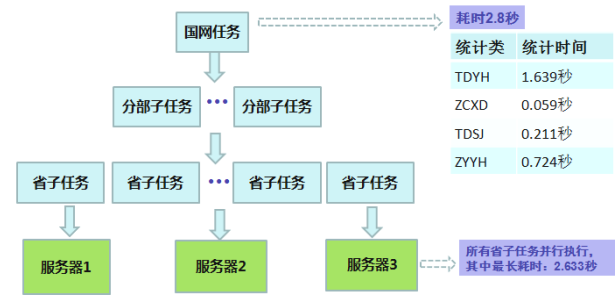 国网任务
耗时2.8秒
统计类 统计时间
TDYH 1.639秒
ZCXD 0.059秒
TDSJ 0.211秒
ZYYH 0.724秒
分部子任务 ••• 分部子任务
省子任务 省子任务 ••• 省子任务 省子任务
服务器1 服务器2 服务器3
所有省子任务并行执行,
其中最长耗时：2.633秒